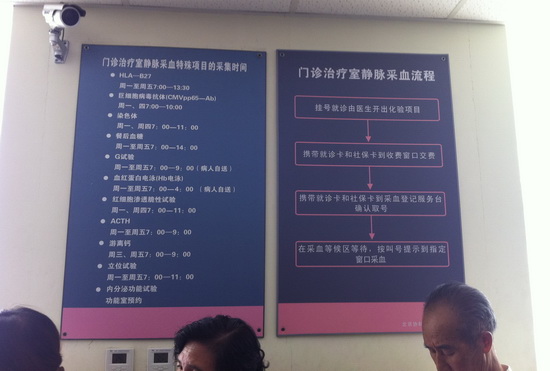 门诊治疗室静脉采血特殊项目的采集时间
HLA—B27
周一至周五7:00—13:30
巨细胞病毒抗体(CMVpp65—Ab)
周一、四7:00—10:00
染色体
周一、周四7:00—11:00
餐后血糖
周一至周五7:00—14:00
G试验
周一至周五7:00—9:00(病人自送)
血红蛋白电泳(Hb电泳)
周一至周五7:00—4:00(病人自送)
红细胞渗透脆性试验
周一、周四7:00—11:00
ACTH
周一至周五7:00—9:00
游离钙
周三、周五7:00—9:00
立位试验
周一至周五7:00—11:00
内分泌功能试验
功能室预约
门诊治疗室静脉采血流程
挂号就诊由医生开出化验项目
携带就诊卡和社保卡到收费窗口交费
携带就诊卡和社保卡到采血登记服务台
确认取号
在采血等候区等待，按叫号提示到指定
窗口采血